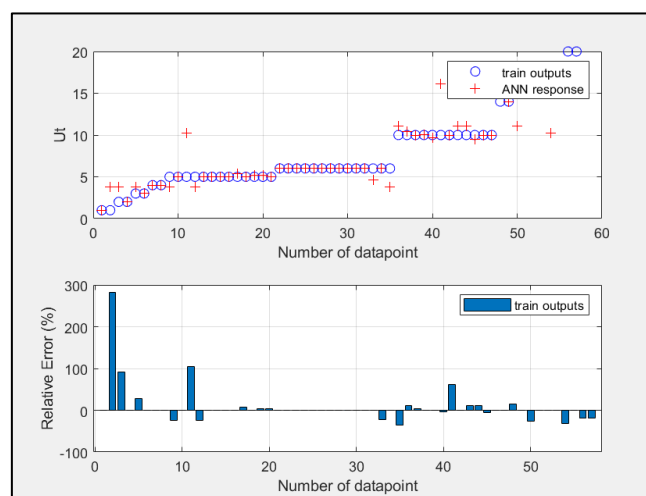 20
15
10
5
0
Ut
train outputs
ANN response
0 10 20 30 40 50 60
Number of datapoint
300
200
100
0
-100
Relative Error (%)
train outputs
0 10 20 30 40 50
Number of datapoint